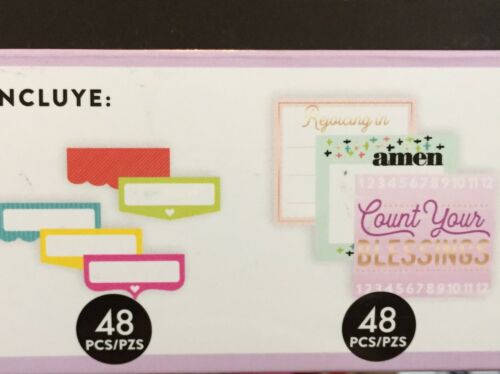 NCLUYE:
Rejoicing in
amen
1 2 3 4 5 6 7 8 9 10 11 12
Count Your
BLESSINGS
1 2 3 4 5 6 7 8 9 10 11 12
48
PCS/PZS
48
PCS/PZS